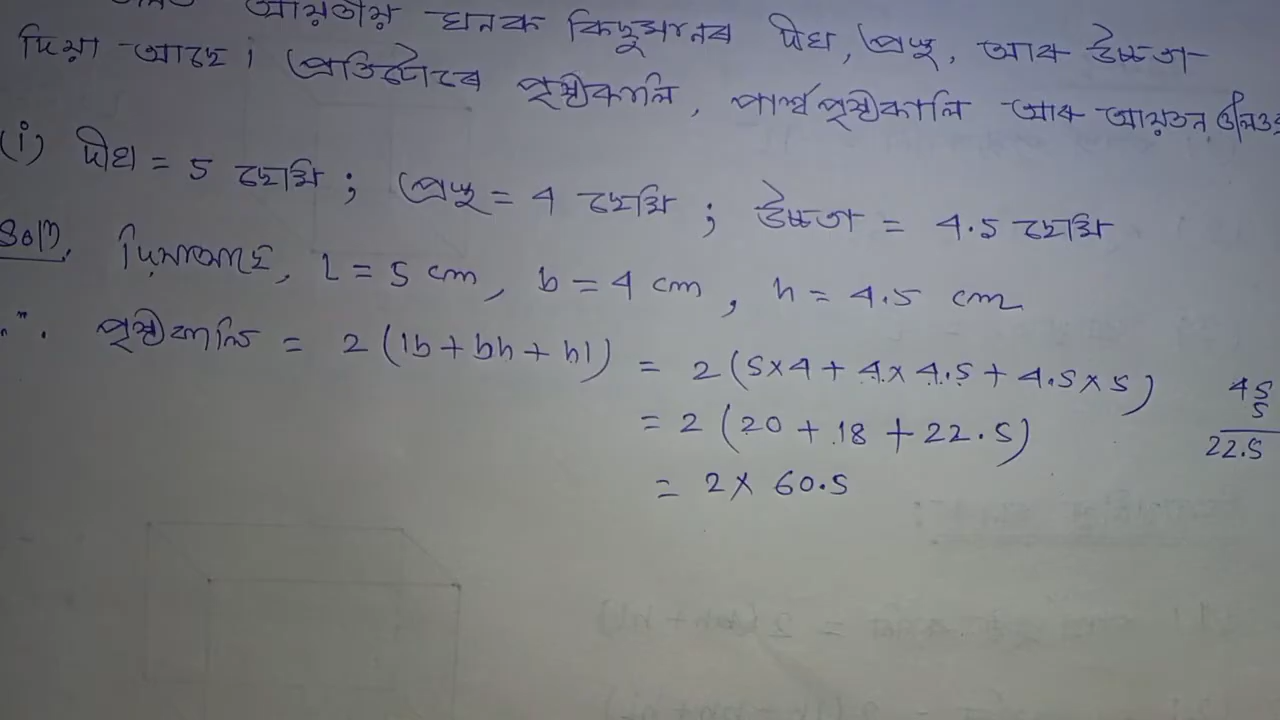 আয়তীয় ঘনক কিছুমানৰ দীঘ, প্ৰস্থ, আৰু উচ্চতা
দিয়া আছে। প্ৰতিটোৰে পৃষ্ঠকালি, পাৰ্শ্বপৃষ্ঠকালি আৰু আয়তন
(i) দীঘ = 5 ছেমি ; প্ৰস্থ = 4 ছেমি ; উচ্চতা = 4.5 ছেমি
Soln. দিয়াআছে, l = 5 cm, b = 4 cm, h = 4.5 cm
∴ পৃষ্ঠকালি = 2 (lb + bh + hl) = 2 (5×4 + 4×4.5 + 4.5×5)
45
5
22.5
= 2 (20 + 18 + 22.5)
= 2 × 60.5